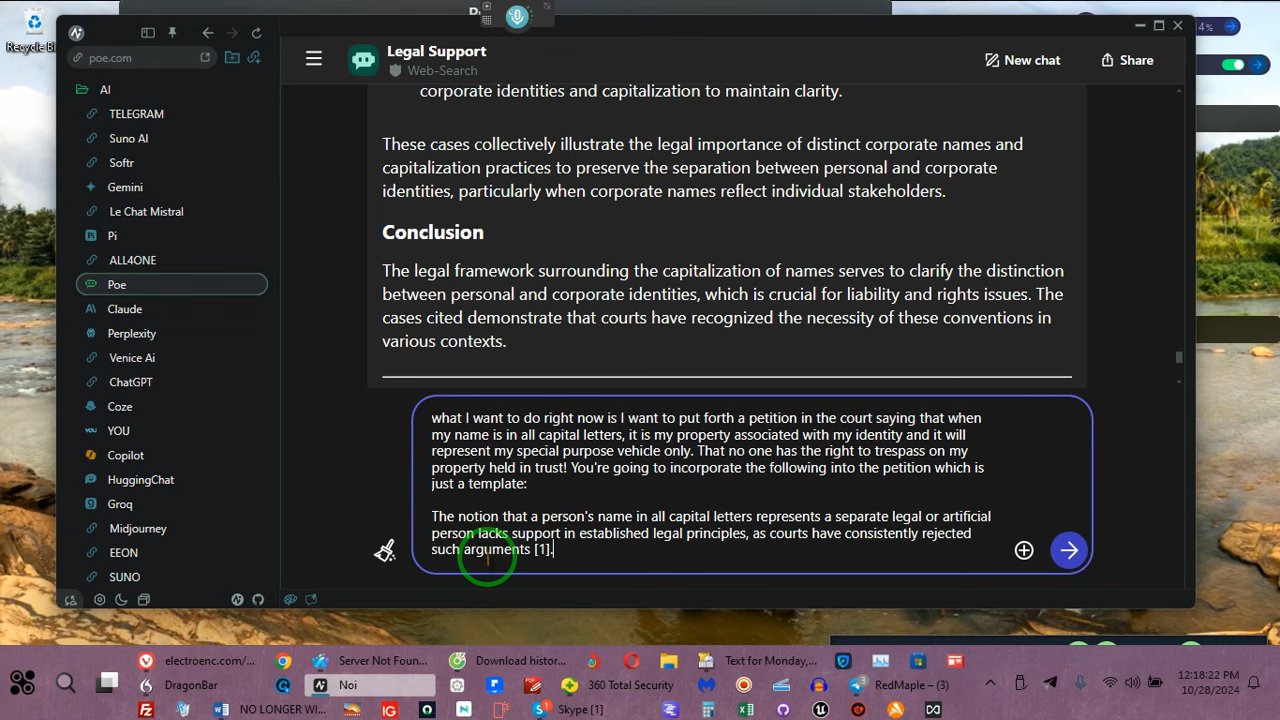 Recycle Bi
poe.com
AI
TELEGRAM
Suno AI
Softr
Gemini
Le Chat Mistral
Pi
ALL4ONE
Poe
Claude
Perplexity
Venice Ai
ChatGPT
Coze
YOU
Copilot
HuggingChat
Groq
Midjourney
EEON
SUNO
Legal Support
Web-Search
New chat
Share
4%
corporate identities and capitalization to maintain clarity.
These cases collectively illustrate the legal importance of distinct corporate names and
capitalization practices to preserve the separation between personal and corporate
identities, particularly when corporate names reflect individual stakeholders.
Conclusion
The legal framework surrounding the capitalization of names serves to clarify the distinction
between personal and corporate identities, which is crucial for liability and rights issues. The
cases cited demonstrate that courts have recognized the necessity of these conventions in
various contexts.
what I want to do right now is I want to put forth a petition in the court saying that when
my name is in all capital letters, it is my property associated with my identity and it will
represent my special purpose vehicle only. That no one has the right to trespass on my
property held in trust! You're going to incorporate the following into the petition which is
just a template:
The notion that a person's name in all capital letters represents a separate legal or artificial
person lacks support in established legal principles, as courts have consistently rejected
such arguments [1].
electroenc.com/...
Server Not Foun...
Download histor...
Text for Monday,...
DragonBar
Noi
360 Total Security
RedMaple – (3)
NO LONGER WI...
Skype [1]
12:18:22 PM
10/28/2024